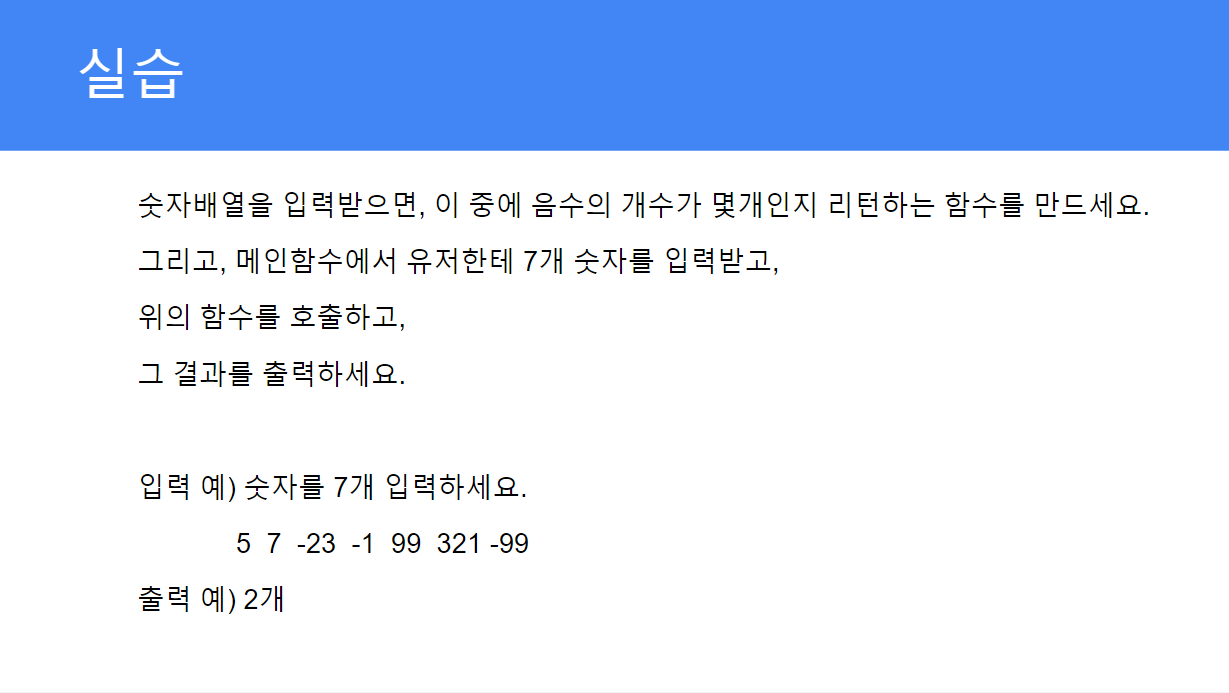 실습
숫자배열을 입력받으면, 이 중에 음수의 개수가 몇개인지 리턴하는 함수를 만드세요.
그리고, 메인함수에서 유저한테 7개 숫자를 입력받고,
위의 함수를 호출하고,
그 결과를 출력하세요.
입력 예) 숫자를 7개 입력하세요.
5 7 -23 -1 99 321 -99
출력 예) 2개